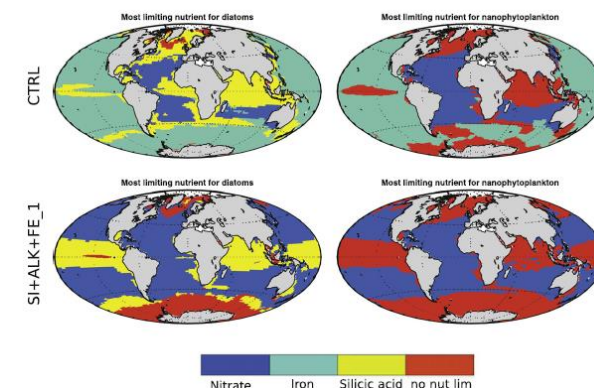 Most limiting nutrient for diatoms
Most limiting nutrient for nanophytoplankton
CTRL
Most limiting nutrient for diatoms
Most limiting nutrient for nanophytoplankton
SI+ALK+FE_1
Nitrate Iron Silicic acid no nut lim